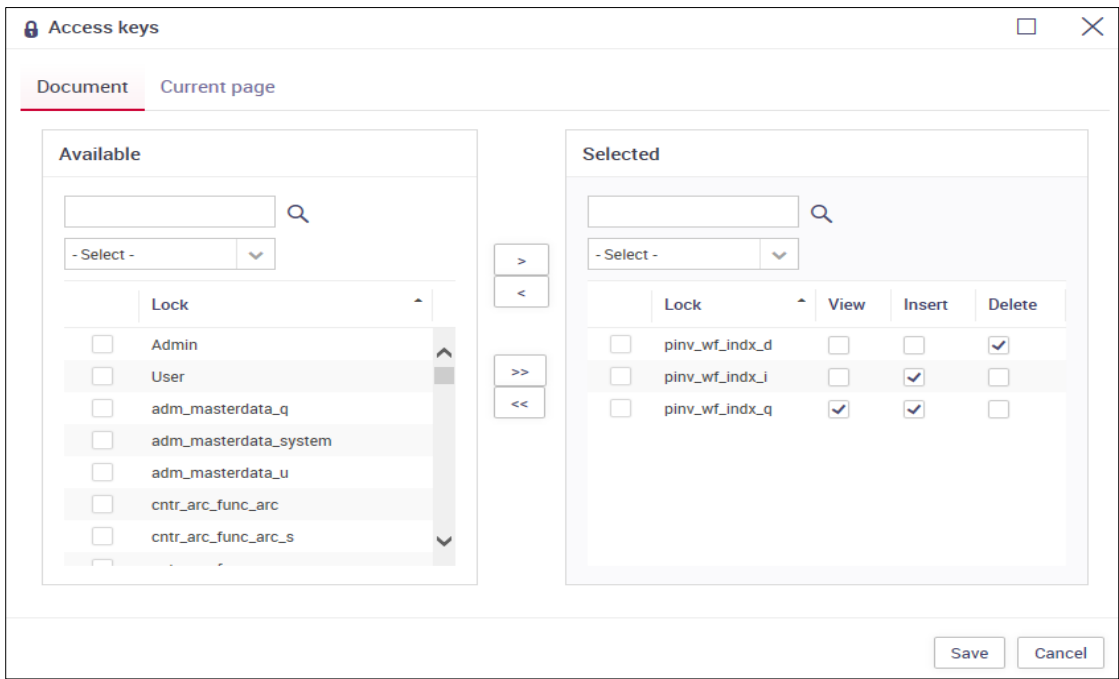 Access keys
Document Current page
Available
- Select -
Lock
Admin
User
adm_masterdata_q
adm_masterdata_system
adm_masterdata_u
cntr_arc_func_arc
cntr_arc_func_arc_s
>
<
>>
<<
Selected
- Select -
Lock View Insert Delete
pinv_wf_indx_d
pinv_wf_indx_i
pinv_wf_indx_q
Save Cancel